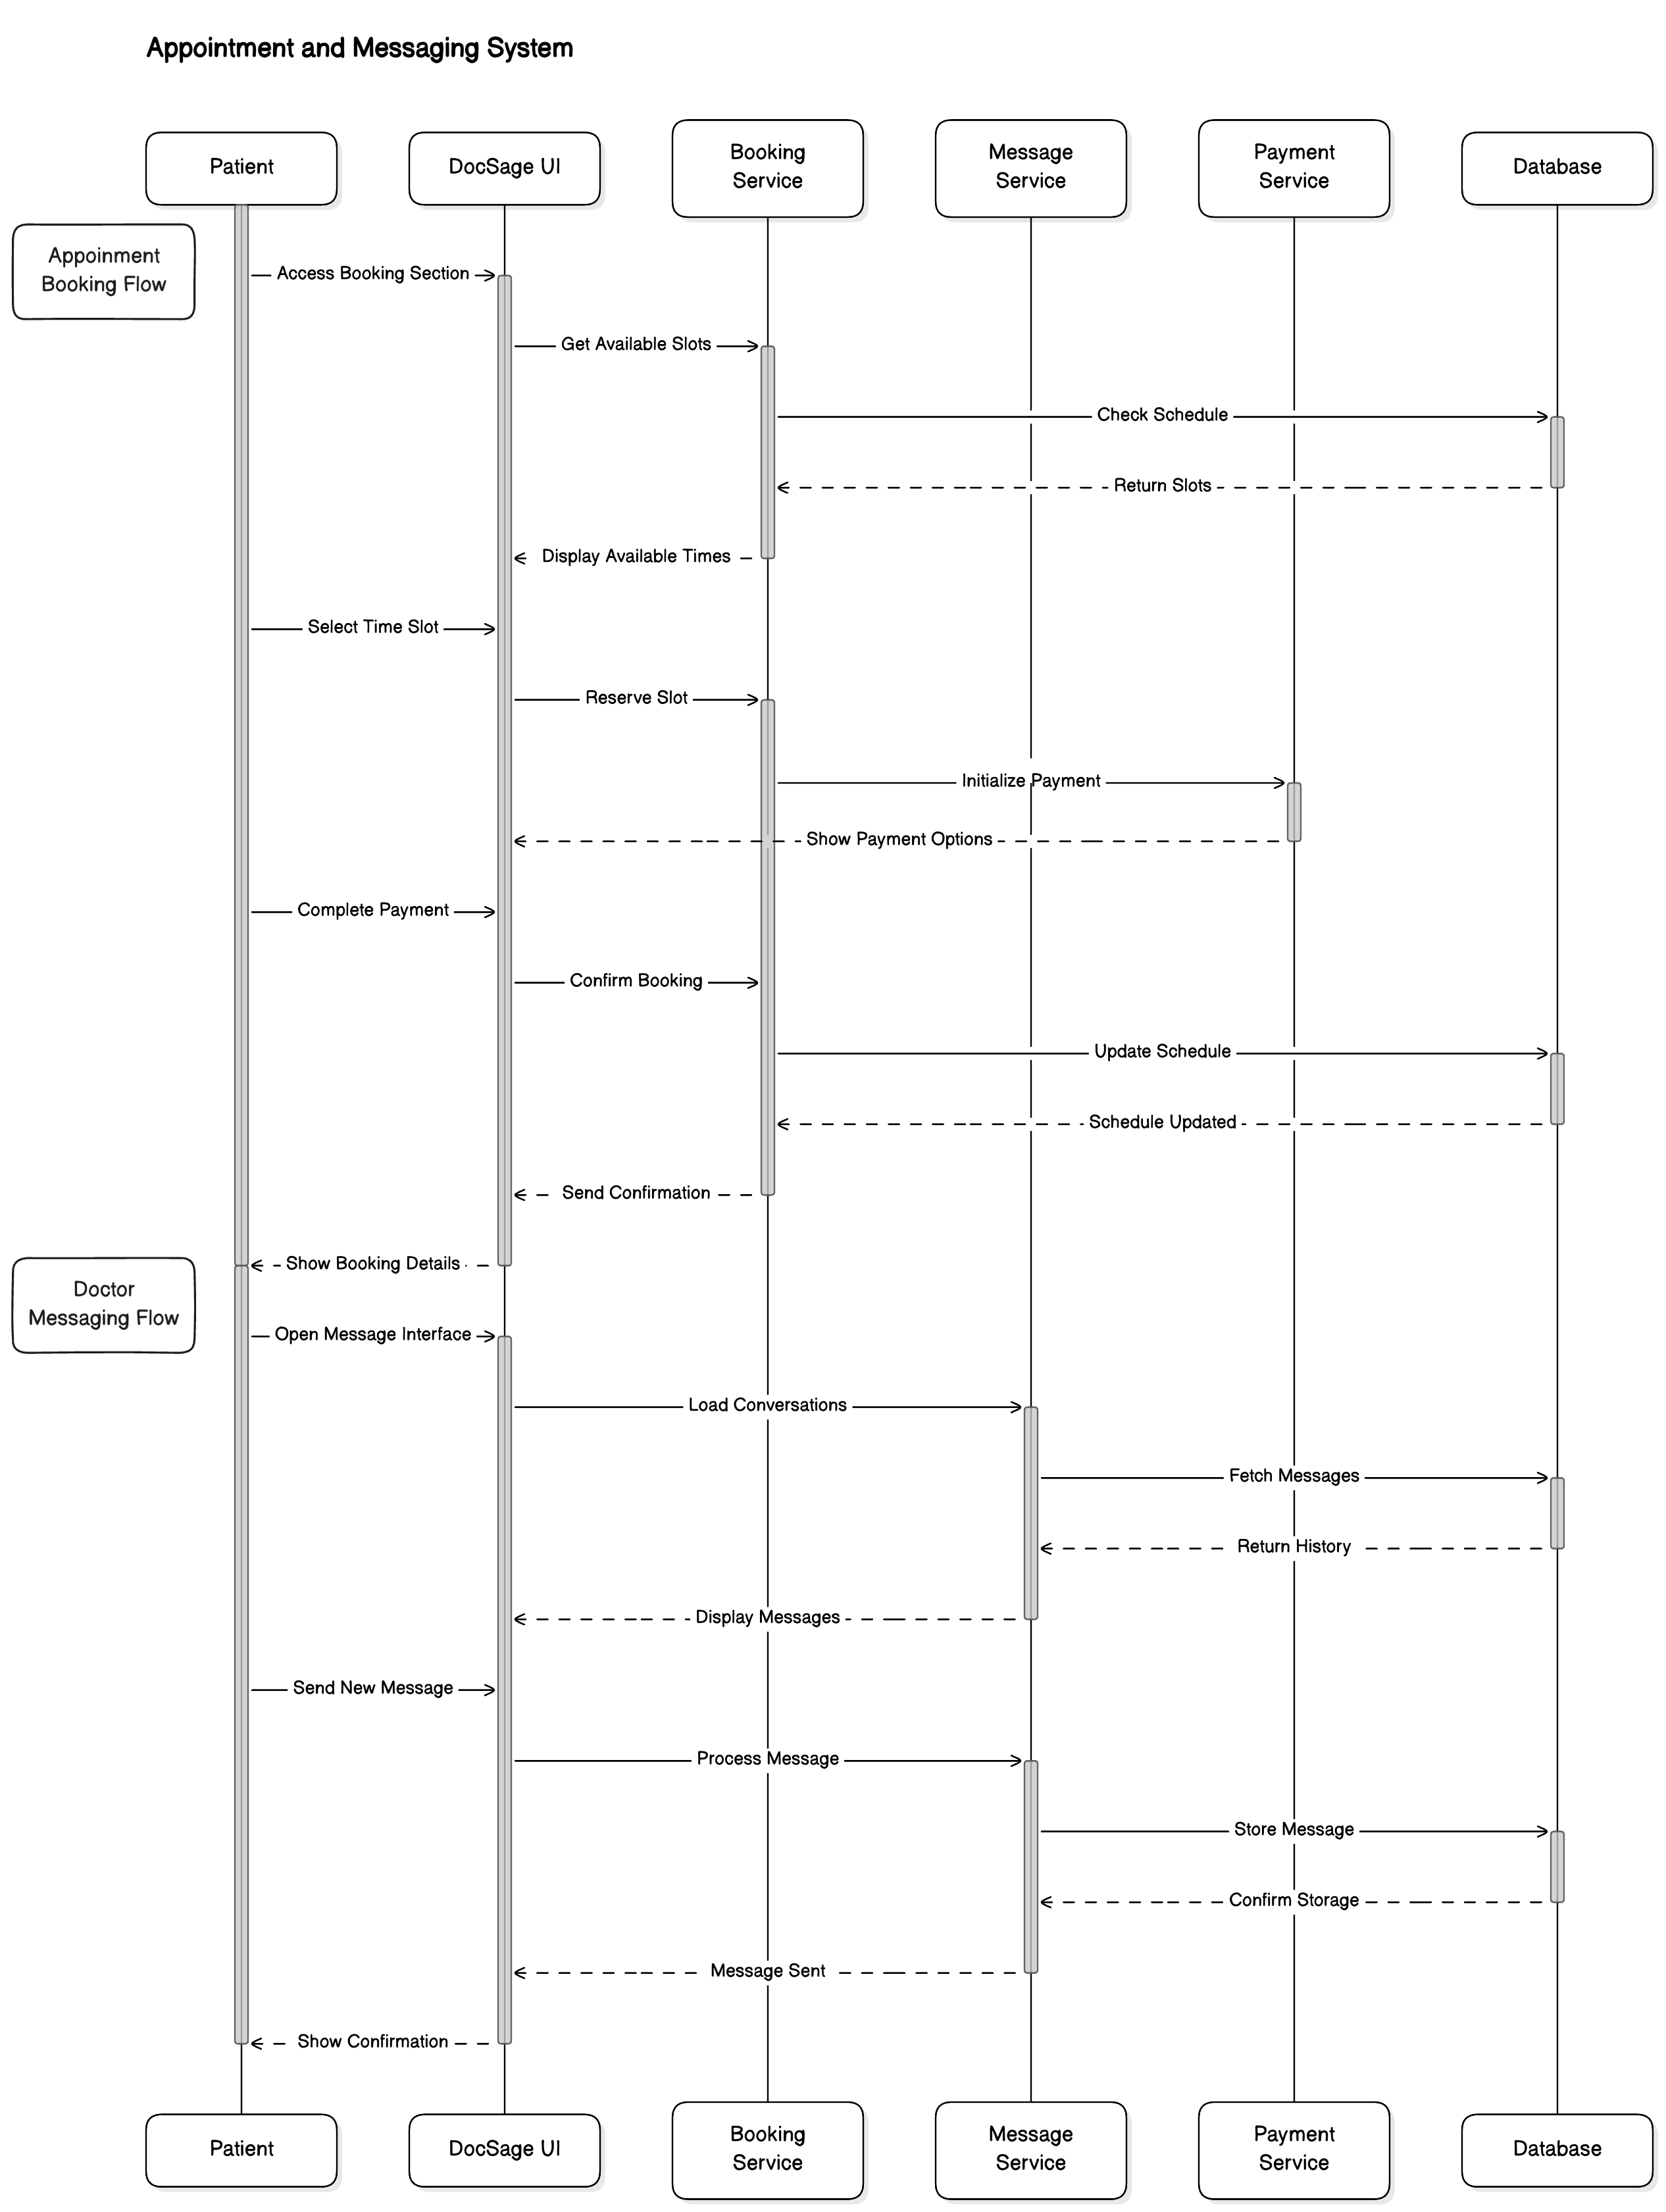 Appointment and Messaging System
Patient
DocSage UI
Booking
Service
Message
Service
Payment
Service
Database
Appoinment
Booking Flow
Access Booking Section
Get Available Slots
Check Schedule
Return Slots
Display Available Times
Select Time Slot
Reserve Slot
Initialize Payment
Show Payment Options
Complete Payment
Confirm Booking
Update Schedule
Schedule Updated
Send Confirmation
Show Booking Details
Doctor
Messaging Flow
Open Message Interface
Load Conversations
Fetch Messages
Return History
Display Messages
Send New Message
Process Message
Store Message
Confirm Storage
Message Sent
Show Confirmation
Patient
DocSage UI
Booking
Service
Message
Service
Payment
Service
Database